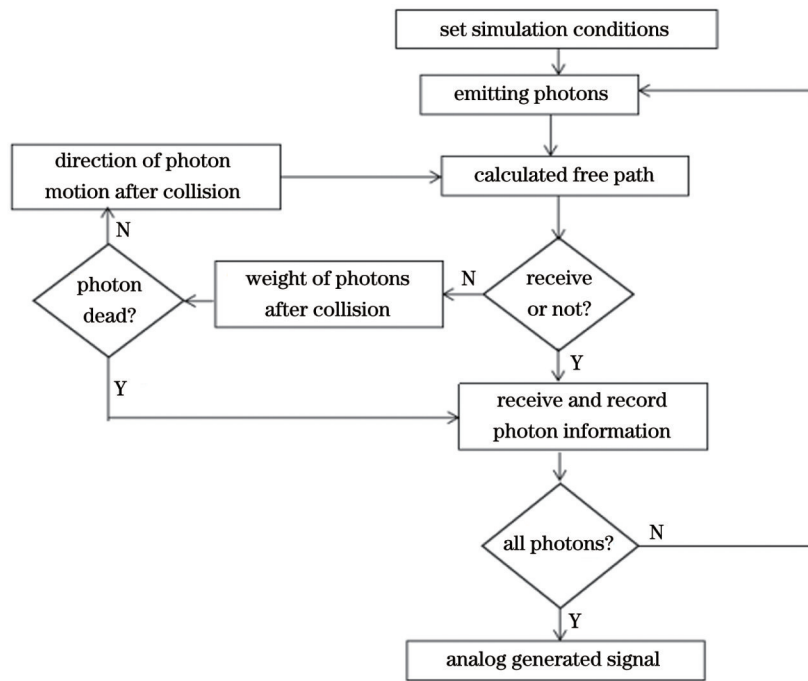 set simulation conditions
emitting photons
direction of photon
motion after collision
calculated free path
N
photon
dead?
weight of photons
after collision
N
receive
or not?
Y
Y
receive and record
photon information
all photons?
N
Y
analog generated signal